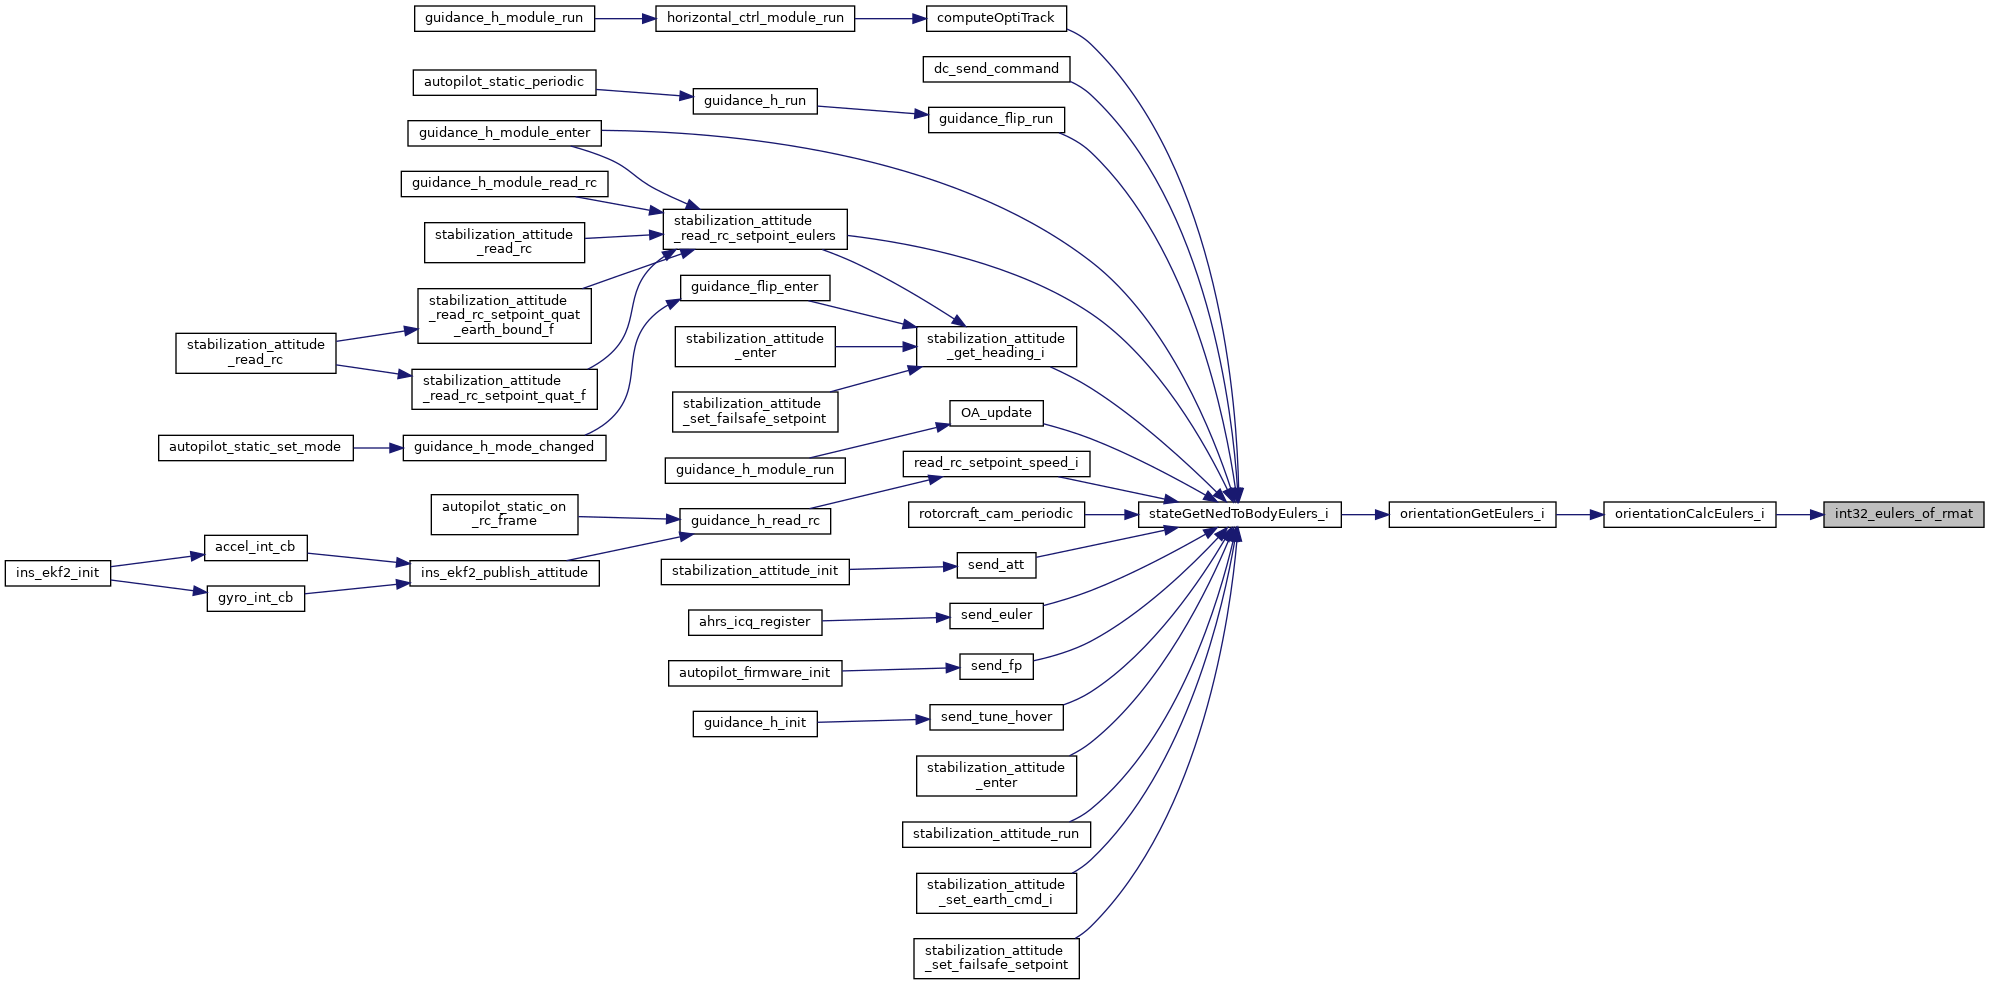 guidance_h_module_run
horizontal_ctrl_module_run
computeOptiTrack
dc_send_command
autopilot_static_periodic
guidance_h_run
guidance_flip_run
guidance_h_module_enter
guidance_h_module_read_rc
stabilization_attitude
_read_rc_setpoint_eulers
stabilization_attitude
_read_rc
guidance_flip_enter
stabilization_attitude
_read_rc_setpoint_quat
_earth_bound_f
stabilization_attitude
_read_rc
stabilization_attitude
_enter
stabilization_attitude
_get_heading_i
stabilization_attitude
_read_rc_setpoint_quat_f
stabilization_attitude
_set_failsafe_setpoint
OA_update
autopilot_static_set_mode
guidance_h_mode_changed
guidance_h_module_run
read_rc_setpoint_speed_i
autopilot_static_on
_rc_frame
guidance_h_read_rc
rotorcraft_cam_periodic
stateGetNedToBodyEulers_i
orientationGetEulers_i
orientationCalcEulers_i
int32_eulers_of_rmat
accel_int_cb
ins_ekf2_init
ins_ekf2_publish_attitude
gyro_int_cb
stabilization_attitude_init
send_att
ahrs_icq_register
send_euler
autopilot_firmware_init
send_fp
guidance_h_init
send_tune_hover
stabilization_attitude
_enter
stabilization_attitude_run
stabilization_attitude
_set_earth_cmd_i
stabilization_attitude
_set_failsafe_setpoint